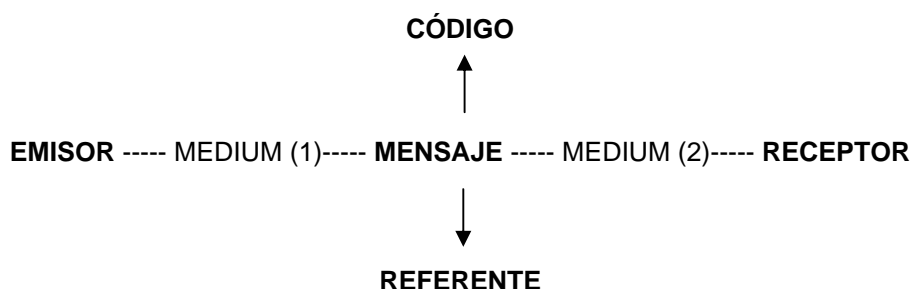 CÓDIGO
EMISOR ----- MEDIUM (1)----- MENSAJE ----- MEDIUM (2)----- RECEPTOR
REFERENTE